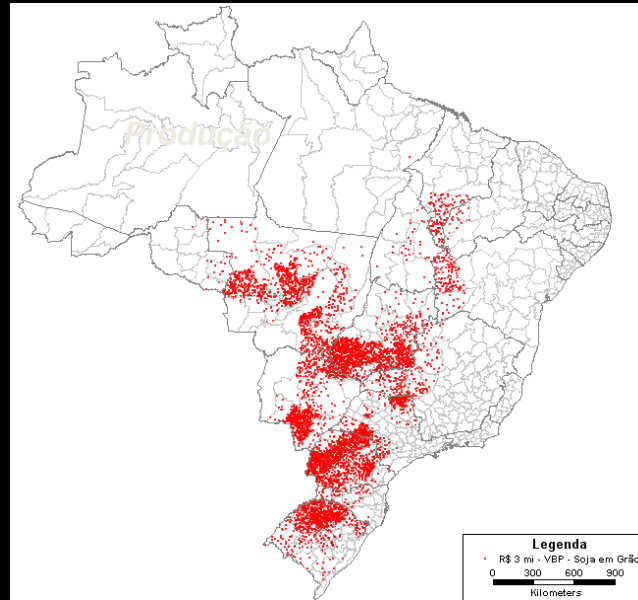 Produção
Legenda
R$ 3 mi - VBP - Soja em Grão
0 300 600 900
Kilometers